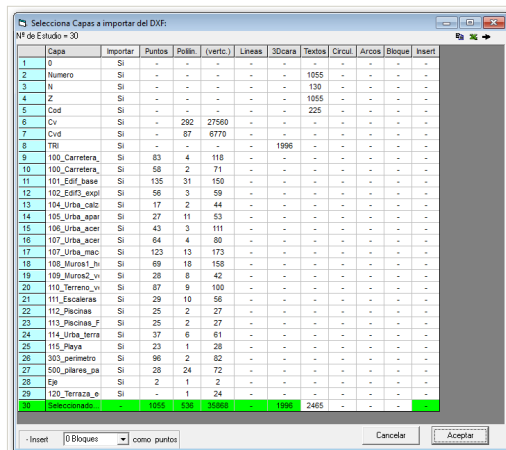 Selecciona Capas a importar del DXF:
Nº de Estudio = 30
Capa Importar Puntos Polilin. (vertc.) Lineas 3Dcara Textos Circul. Arcos Bloque Insert
1 0 Si - - - - - - - - - -
2 Numero Si - - - - - 1055 - - - -
3 N Si - - - - - 130 - - - -
4 Z Si - - - - - 1055 - - - -
5 Cod Si - - - - - 225 - - - -
6 Cv Si - 292 27560 - - - - - - -
7 Cvd Si - 87 6770 - - - - - - -
8 TRI Si - - - - 1996 - - - - -
9 100_Carretera_ Si 83 4 118 - - - - - - -
10 100_Carretera_ Si 58 2 71 - - - - - - -
11 101_Edif_base Si 135 31 150 - - - - - - -
12 102_Edif3_expl Si 56 3 59 - - - - - - -
13 104_Urba_calz Si 17 2 44 - - - - - - -
14 105_Urba_apar Si 27 11 53 - - - - - - -
15 106_Urba_acer Si 43 3 111 - - - - - - -
16 107_Urba_acer Si 64 4 80 - - - - - - -
17 107_Urba_mac Si 123 13 173 - - - - - - -
18 108_Muros1_h Si 69 18 158 - - - - - - -
19 109_Muros2_v Si 28 8 42 - - - - - - -
20 110_Terreno_v Si 87 9 100 - - - - - - -
21 111_Escaleras Si 29 10 56 - - - - - - -
22 112_Piscinas Si 25 2 27 - - - - - - -
23 113_Piscinas_F Si 25 2 27 - - - - - - -
24 114_Urb_terra Si 37 6 61 - - - - - - -
25 115_Playa Si 23 1 28 - - - - - - -
26 303_perimetro Si 96 2 82 - - - - - - -
27 500_pilares_pa Si 28 24 72 - - - - - - -
28 Eje Si 2 1 2 - - - - - - -
29 120_Terraza_e Si - 1 24 - - - - - - -
30 Seleccionado... - 1055 536 35868 - 1996 2465 - - - -
- Insert 0 Bloques como puntos
Cancelar Aceptar